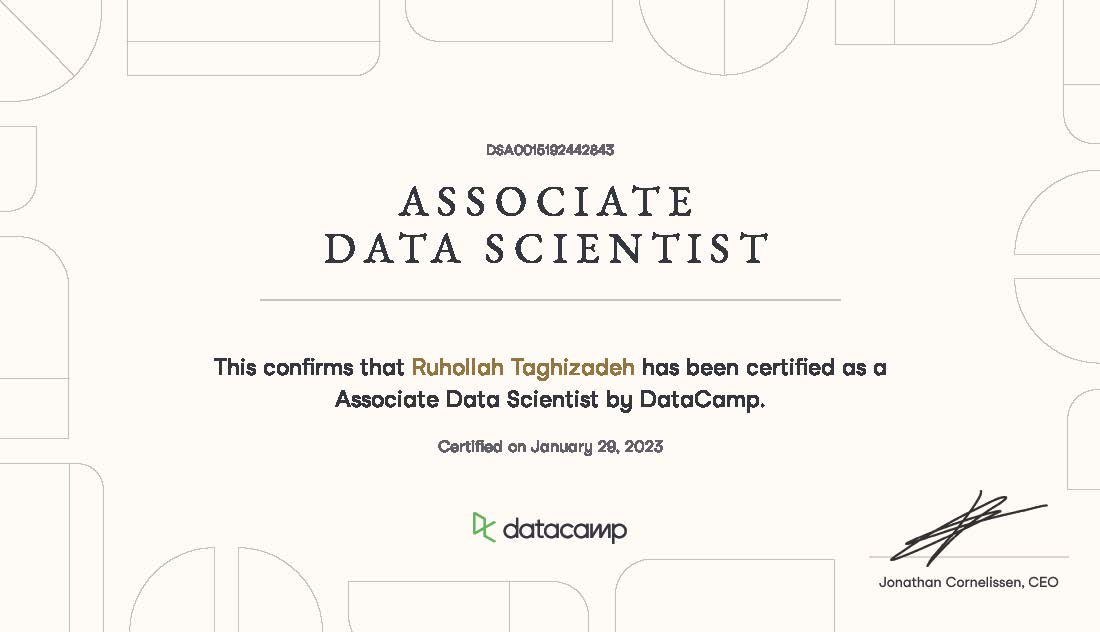 DSA0015192442843
ASSOCIATE
DATA SCIENTIST
This confirms that Ruhollah Taghizadeh has been certified as a
Associate Data Scientist by DataCamp.
Certified on January 29, 2023
datacamp
Jonathan Cornelissen, CEO